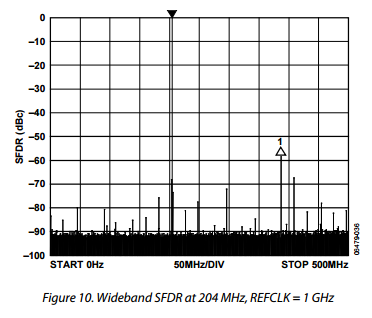 0
–10
–20
–30
–40
–50
–60
–70
–80
–90
–100
SFDR (dBc)
1
START 0Hz
50MHz/DIV
STOP 500MHz
05479-036
Figure 10. Wideband SFDR at 204 MHz, REFCLK = 1 GHz